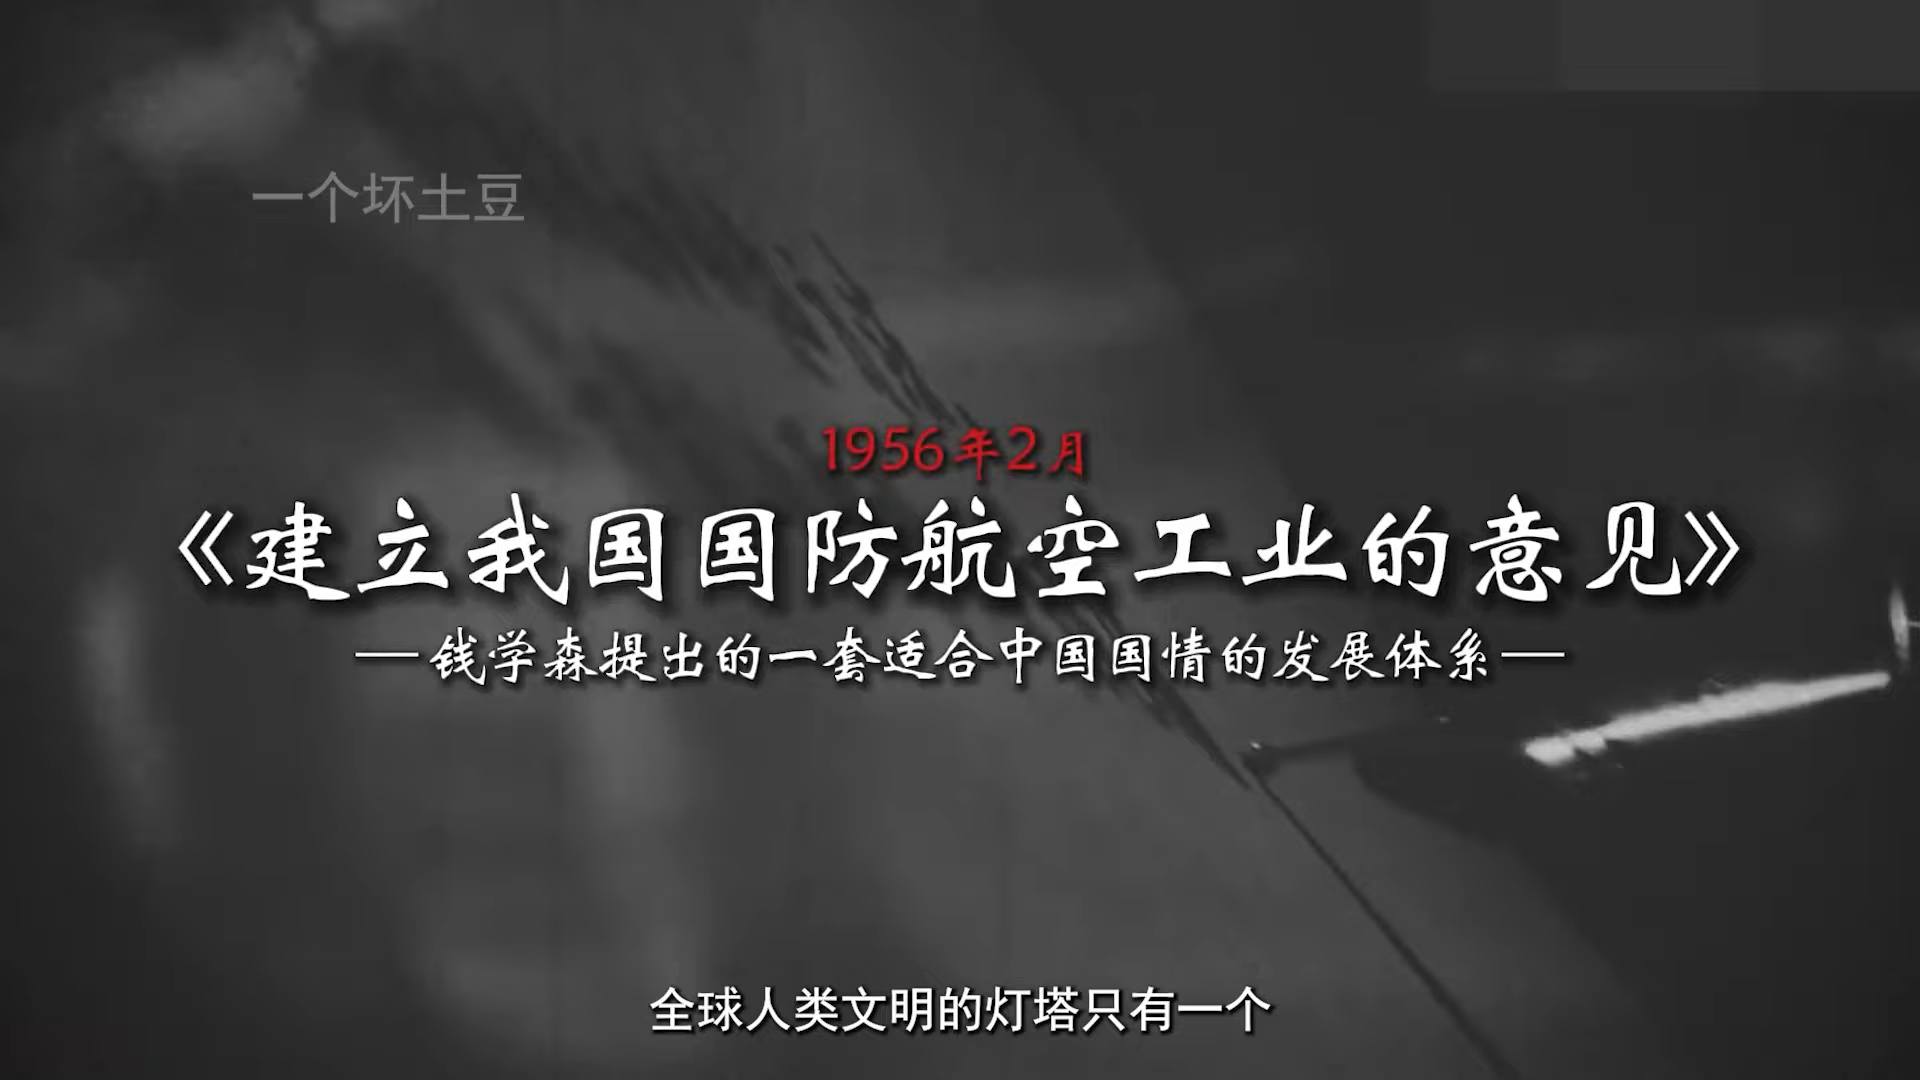 一个坏土豆
1956年2月
《建立我国国防航空工业的意见》
—钱学森提出的一套适合中国国情的发展体系—
全球人类文明的灯塔只有一个